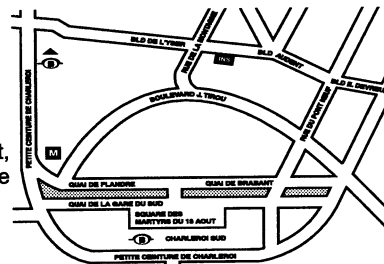 BLD DE L'YSER
RUE DE LA MONTAGNE
INS
BLD AUDENT
BLD E. DEVREUX
B
PETITE CEINTURE DE CHARLEROI
BOULEVARD J. TIROU
RUE DU PONT NEUF
t,
M
e
QUAI DE FLANDRE
QUAI DE BRABANT
QUAI DE LA GARE DU SUD
SQUARE DES
MARTYRS DU 18 AOUT
B
CHARLEROI SUD
PETITE CEINTURE DE CHARLEROI